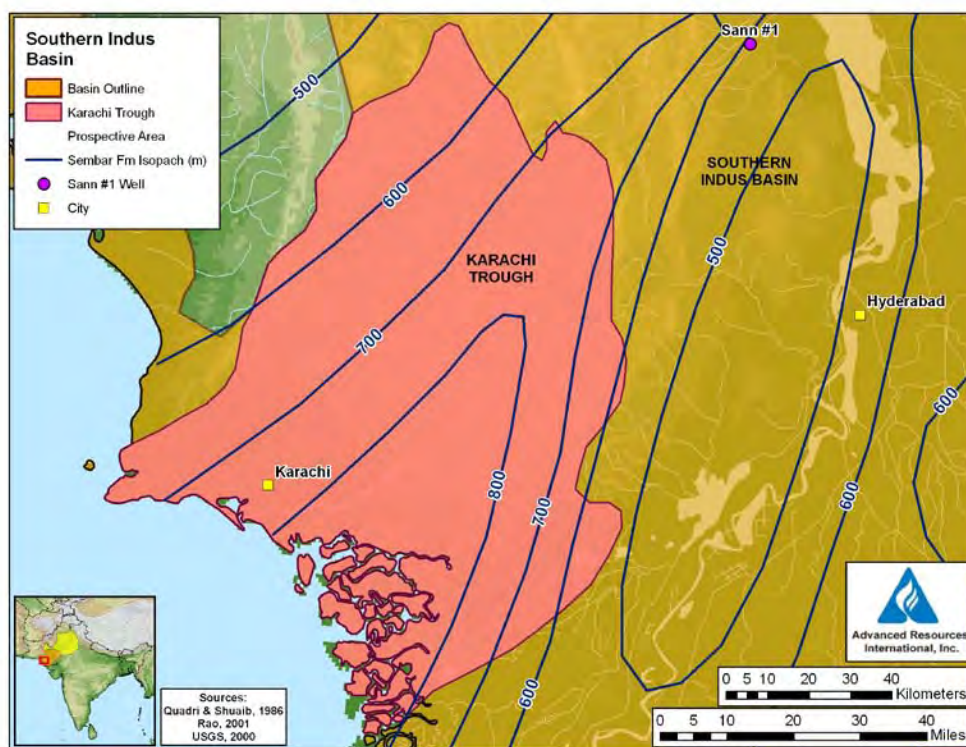 Southern Indus
Basin
Basin Outline
Karachi Trough
Prospective Area
Sembar Fm Isopach (m)
Sann #1 Well
City
Sann #1
500
600
SOUTHERN
INDUS BASIN
500
KARACHI
TROUGH
Hyderabad
700
600
Karachi
800
700
600
600
Advanced Resources
International, Inc.
Sources:
Quadri & Shuaib, 1986
Rao, 2001
USGS, 2000
0 5 10 20 30 40
Kilometers
0 5 10 20 30 40
Miles